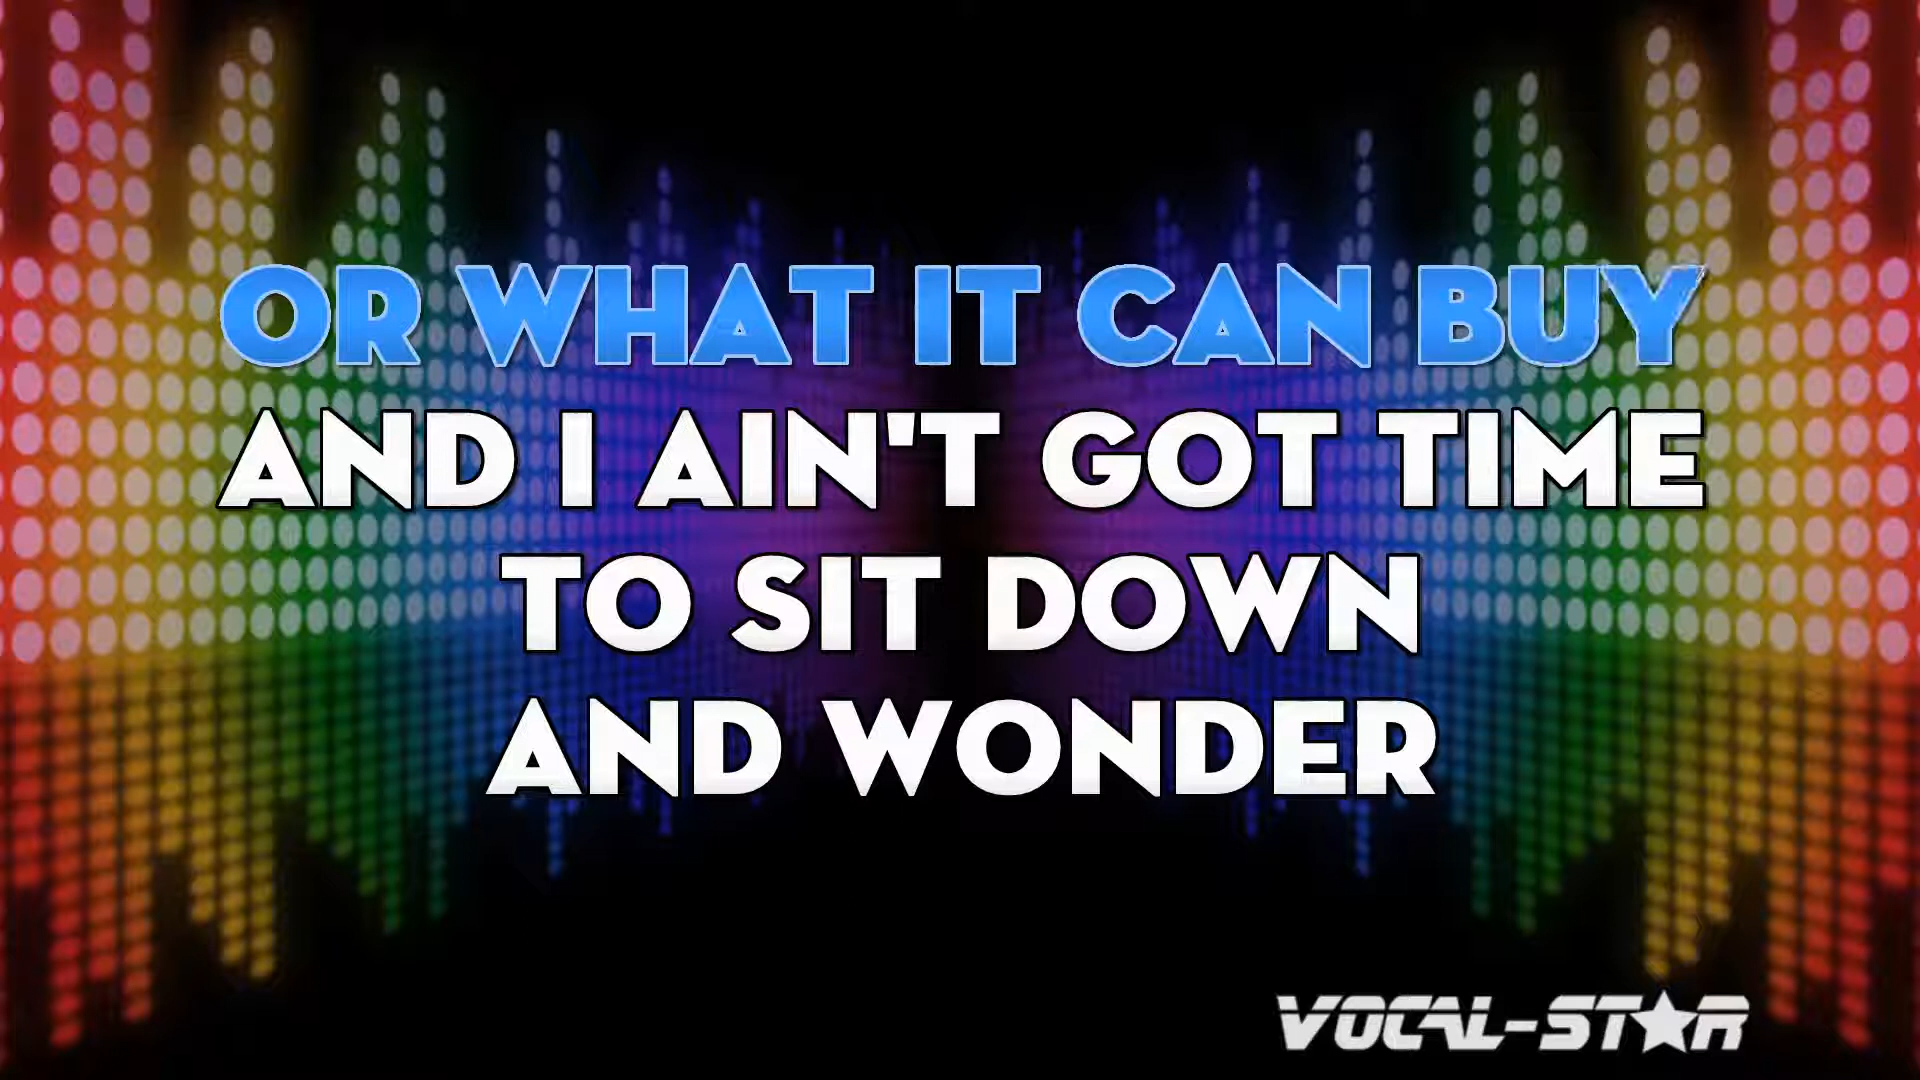 OR WHAT IT CAN BUY
AND I AIN'T GOT TIME
TO SIT DOWN
AND WONDER
VOCAL-STAR